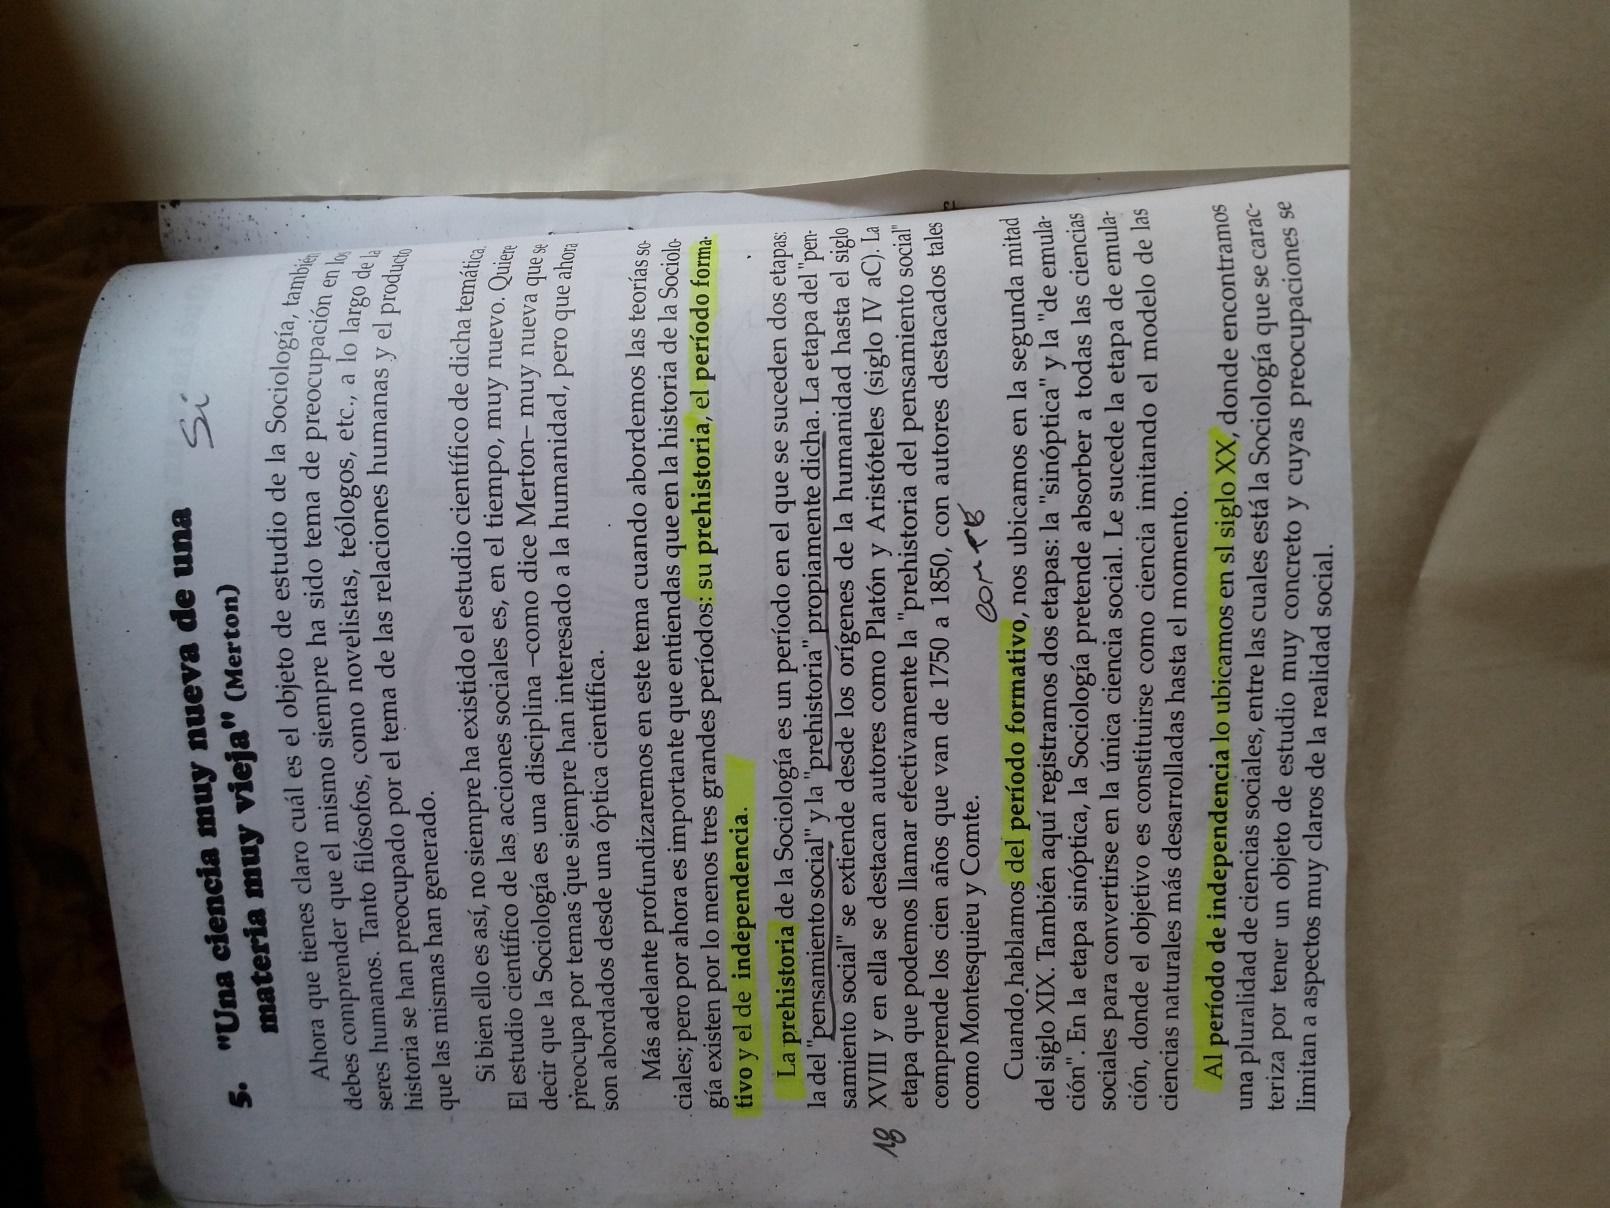 Si
5. "Una ciencia muy nueva de una
materia muy vieja" (Merton)
Ahora que tienes claro cuál es el objeto de estudio de la Sociología, también
debes comprender que el mismo siempre ha sido tema de preocupación en los
seres humanos. Tanto filósofos, como novelistas, teólogos, etc., a lo largo de la
historia se han preocupado por el tema de las relaciones humanas y el producto
que las mismas han generado.
Si bien ello es así, no siempre ha existido el estudio científico de dicha temática.
El estudio científico de las acciones sociales es, en el tiempo, muy nuevo. Quiere
decir que la Sociología es una disciplina –como dice Merton– muy nueva que se
preocupa por temas que siempre han interesado a la humanidad, pero que ahora
son abordados desde una óptica científica.
Más adelante profundizaremos en este tema cuando abordemos las teorías so-
ciales; pero por ahora es importante que entiendas que en la historia de la Sociolo-
gía existen por lo menos tres grandes períodos: su prehistoria, el período forma-
tivo y el de independencia.
La prehistoria de la Sociología es un período en el que se suceden dos etapas:
la del "pensamiento social" y la "prehistoria" propiamente dicha. La etapa del "pen-
samiento social" se extiende desde los orígenes de la humanidad hasta el siglo
XVIII y en ella se destacan autores como Platón y Aristóteles (siglo IV aC). La
18
etapa que podemos llamar efectivamente la "prehistoria del pensamiento social"
comprende los cien años que van de 1750 a 1850, con autores destacados tales
como Montesquieu y Comte.
Cuando hablamos del período formativo, nos ubicamos en la segunda mitad
del siglo XIX. También aquí registramos dos etapas: la "sinóptica" y la "de emula-
ción". En la etapa sinóptica, la Sociología pretende absorber a todas las ciencias
sociales para convertirse en la única ciencia social. Le sucede la etapa de emula-
ción, donde el objetivo es constituirse como ciencia imitando el modelo de las
ciencias naturales más desarrolladas hasta el momento.
Al período de independencia lo ubicamos en sl siglo XX, donde encontramos
una pluralidad de ciencias sociales, entre las cuales está la Sociología que se carac-
teriza por tener un objeto de estudio muy concreto y cuyas preocupaciones se
limitan a aspectos muy claros de la realidad social.